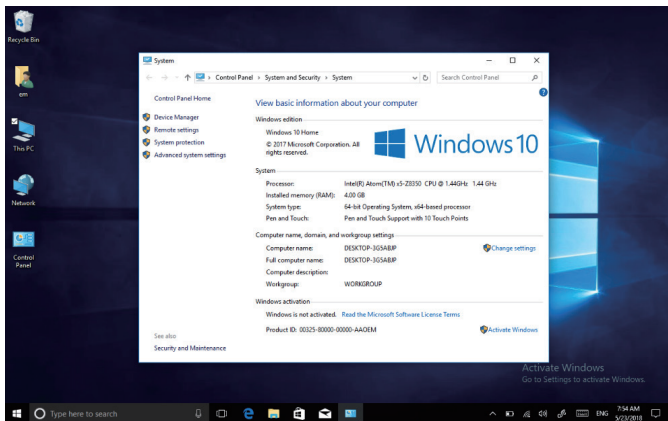 Recycle Bin
em
This PC
Network
Control
Panel
System
Control Panel › System and Security › System
Search Control Panel
Control Panel Home
Device Manager
Remote settings
System protection
Advanced system settings
See also
Security and Maintenance
View basic information about your computer
Windows edition
Windows 10 Home
© 2017 Microsoft Corporation. All
rights reserved.
Windows 10
System
Processor: Intel(R) Atom(TM) x5-Z8350 CPU @ 1.44GHz 1.44 GHz
Installed memory (RAM): 4.00 GB
System type: 64-bit Operating System, x64-based processor
Pen and Touch: Pen and Touch Support with 10 Touch Points
Computer name, domain, and workgroup settings
Computer name: DESKTOP-3G5ABJP
Change settings
Full computer name: DESKTOP-3G5ABJP
Computer description:
Workgroup: WORKGROUP
Windows activation
Windows is not activated. Read the Microsoft Software License Terms
Product ID: 00325-80000-00000-AAOEM
Activate Windows
Activate Windows
Go to Settings to activate Windows.
Type here to search
ENG
7:54 AM
5/23/2018